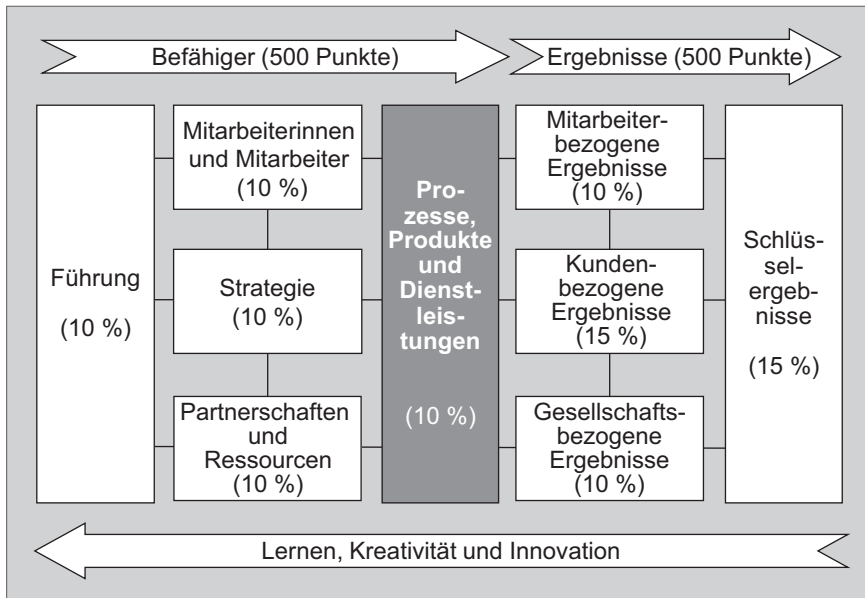 Befähiger (500 Punkte)
Ergebnisse (500 Punkte)
Führung
(10 %)
Mitarbeiterinnen
und Mitarbeiter
(10 %)
Strategie
(10 %)
Partnerschaften
und
Ressourcen
(10 %)
Pro-
zesse,
Produkte
und
Dienst-
leis-
tungen
(10 %)
Mitarbeiter-
bezogene
Ergebnisse
(10 %)
Kunden-
bezogene
Ergebnisse
(15 %)
Gesellschafts-
bezogene
Ergebnisse
(10 %)
Schlüs-
sel-
ergeb-
nisse
(15 %)
Lernen, Kreativität und Innovation